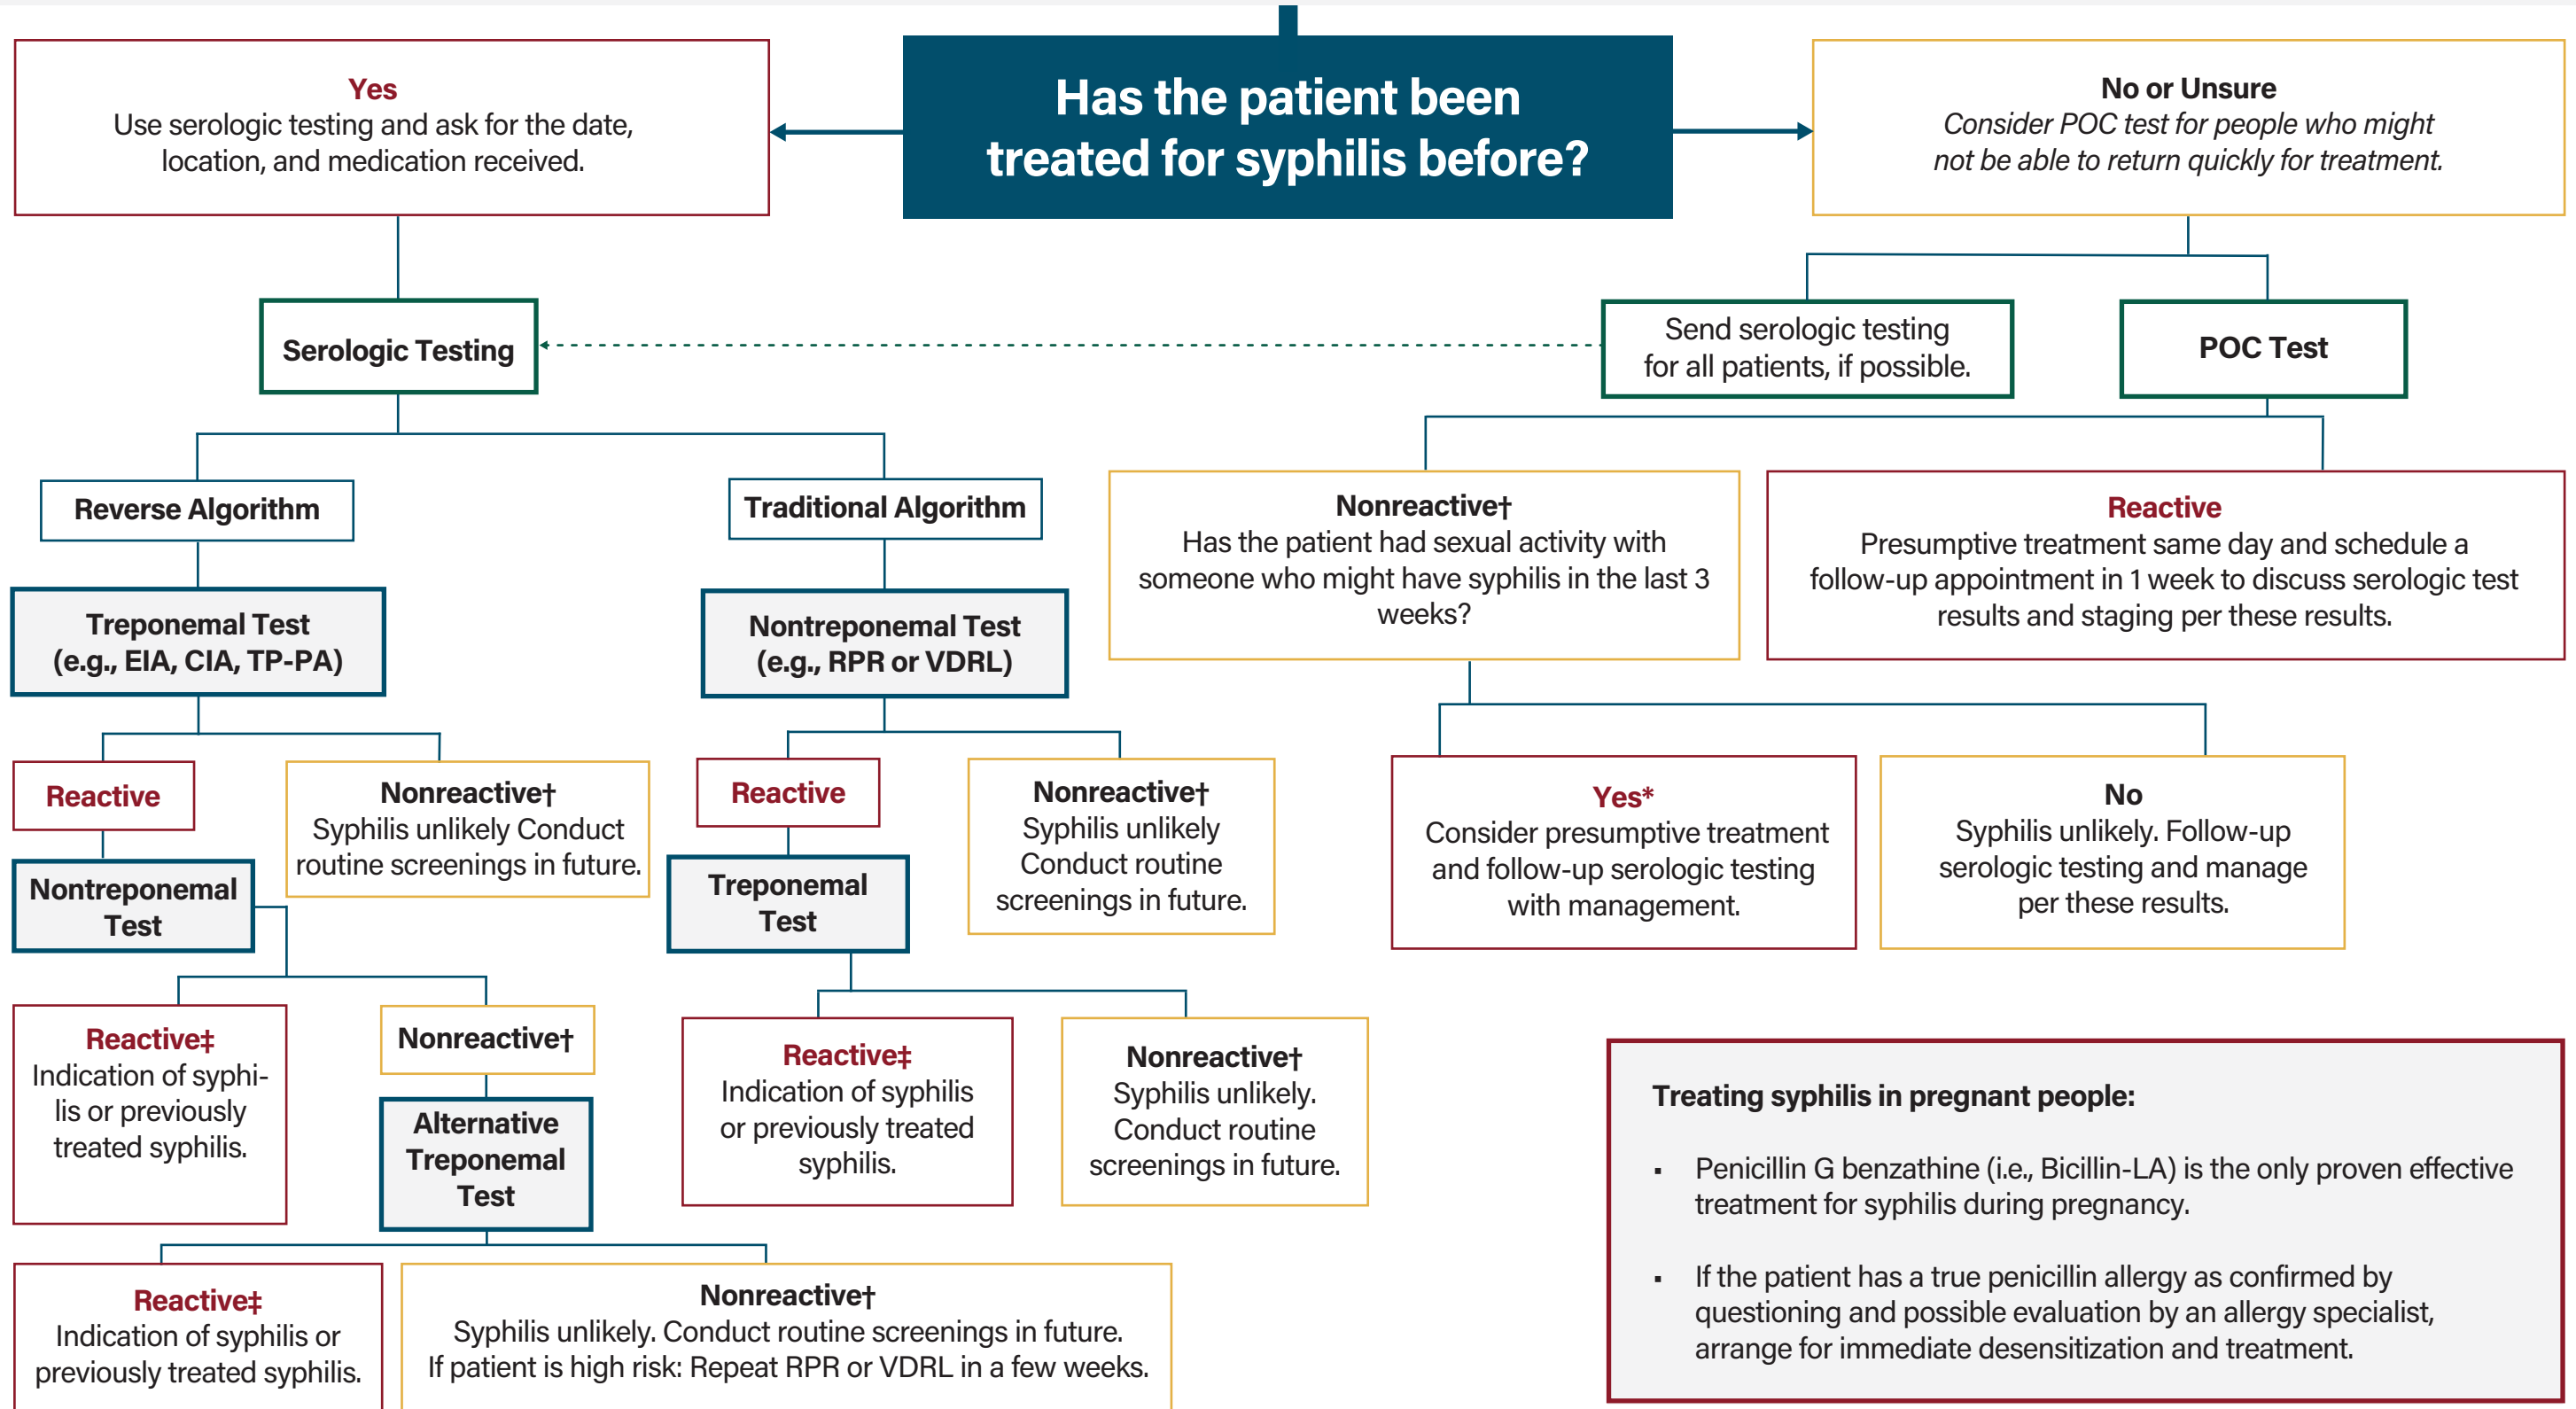 Has the patient been
treated for syphilis before?
Yes
Use serologic testing and ask for the date,
location, and medication received.
No or Unsure
Consider POC test for people who might
not be able to return quickly for treatment.
Serologic Testing
Send serologic testing
for all patients, if possible.
POC Test
Reverse Algorithm
Traditional Algorithm
Nonreactive†
Has the patient had sexual activity with
someone who might have syphilis in the last 3
weeks?
Reactive
Presumptive treatment same day and schedule a
follow-up appointment in 1 week to discuss serologic test
results and staging per these results.
Treponemal Test
(e.g., EIA, CIA, TP-PA)
Nontreponemal Test
(e.g., RPR or VDRL)
Reactive
Nonreactive†
Syphilis unlikely Conduct
routine screenings in future.
Reactive
Nonreactive†
Syphilis unlikely
Conduct routine
screenings in future.
Yes*
Consider presumptive treatment
and follow-up serologic testing
with management.
No
Syphilis unlikely. Follow-up
serologic testing and manage
per these results.
Nontreponemal
Test
Treponemal
Test
Reactive‡
Indication of syphi-
lis or previously
treated syphilis.
Nonreactive†
Alternative
Treponemal
Test
Reactive‡
Indication of syphilis
or previously treated
syphilis.
Nonreactive†
Syphilis unlikely.
Conduct routine
screenings in future.
Reactive‡
Indication of syphilis or
previously treated syphilis.
Nonreactive†
Syphilis unlikely. Conduct routine screenings in future.
If patient is high risk: Repeat RPR or VDRL in a few weeks.
Treating syphilis in pregnant people:
▪ Penicillin G benzathine (i.e., Bicillin-LA) is the only proven effective
treatment for syphilis during pregnancy.
▪ If the patient has a true penicillin allergy as confirmed by
questioning and possible evaluation by an allergy specialist,
arrange for immediate desensitization and treatment.